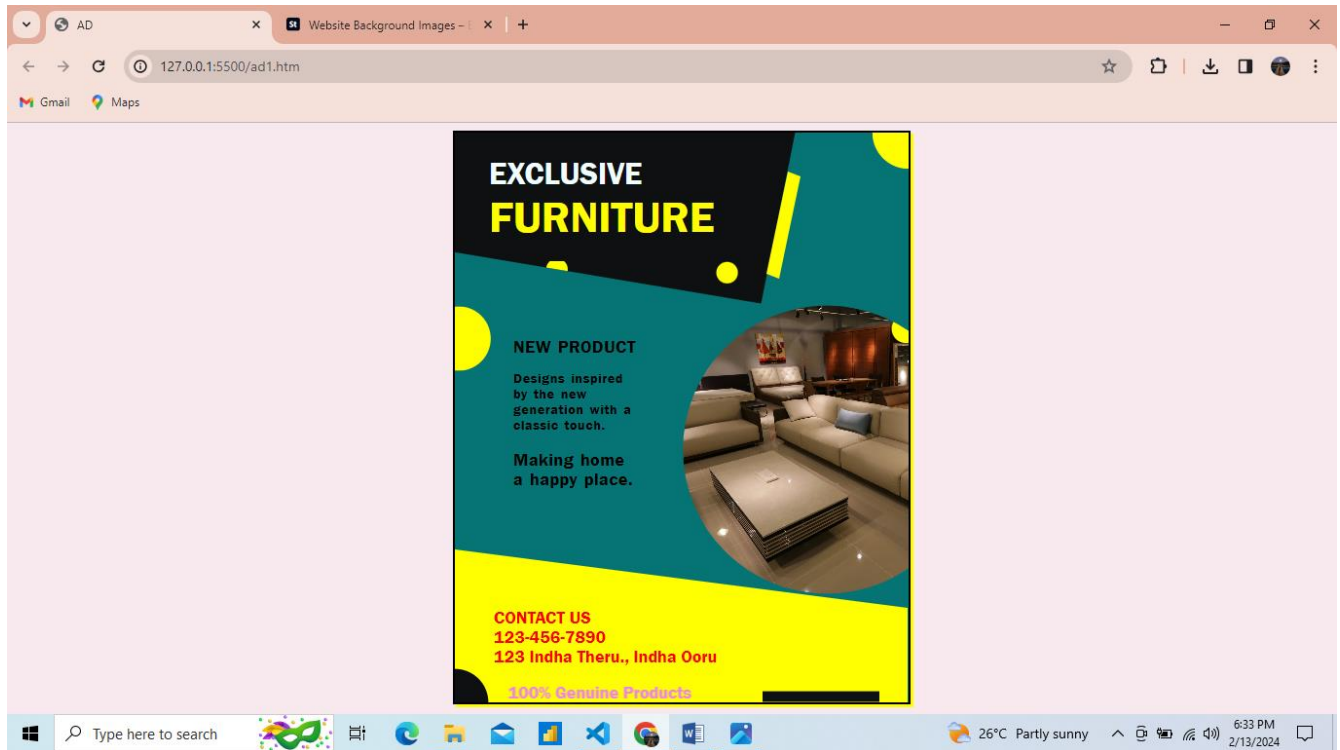 AD
St Website Background Images –
127.0.0.1:5500/ad1.htm
Gmail
Maps
EXCLUSIVE
FURNITURE
NEW PRODUCT
Designs inspired
by the new
generation with a
classic touch.
Making home
a happy place.
CONTACT US
123-456-7890
123 Indha Theru., Indha Ooru
100% Genuine Products
Type here to search
26°C Partly sunny
6:33 PM
2/13/2024